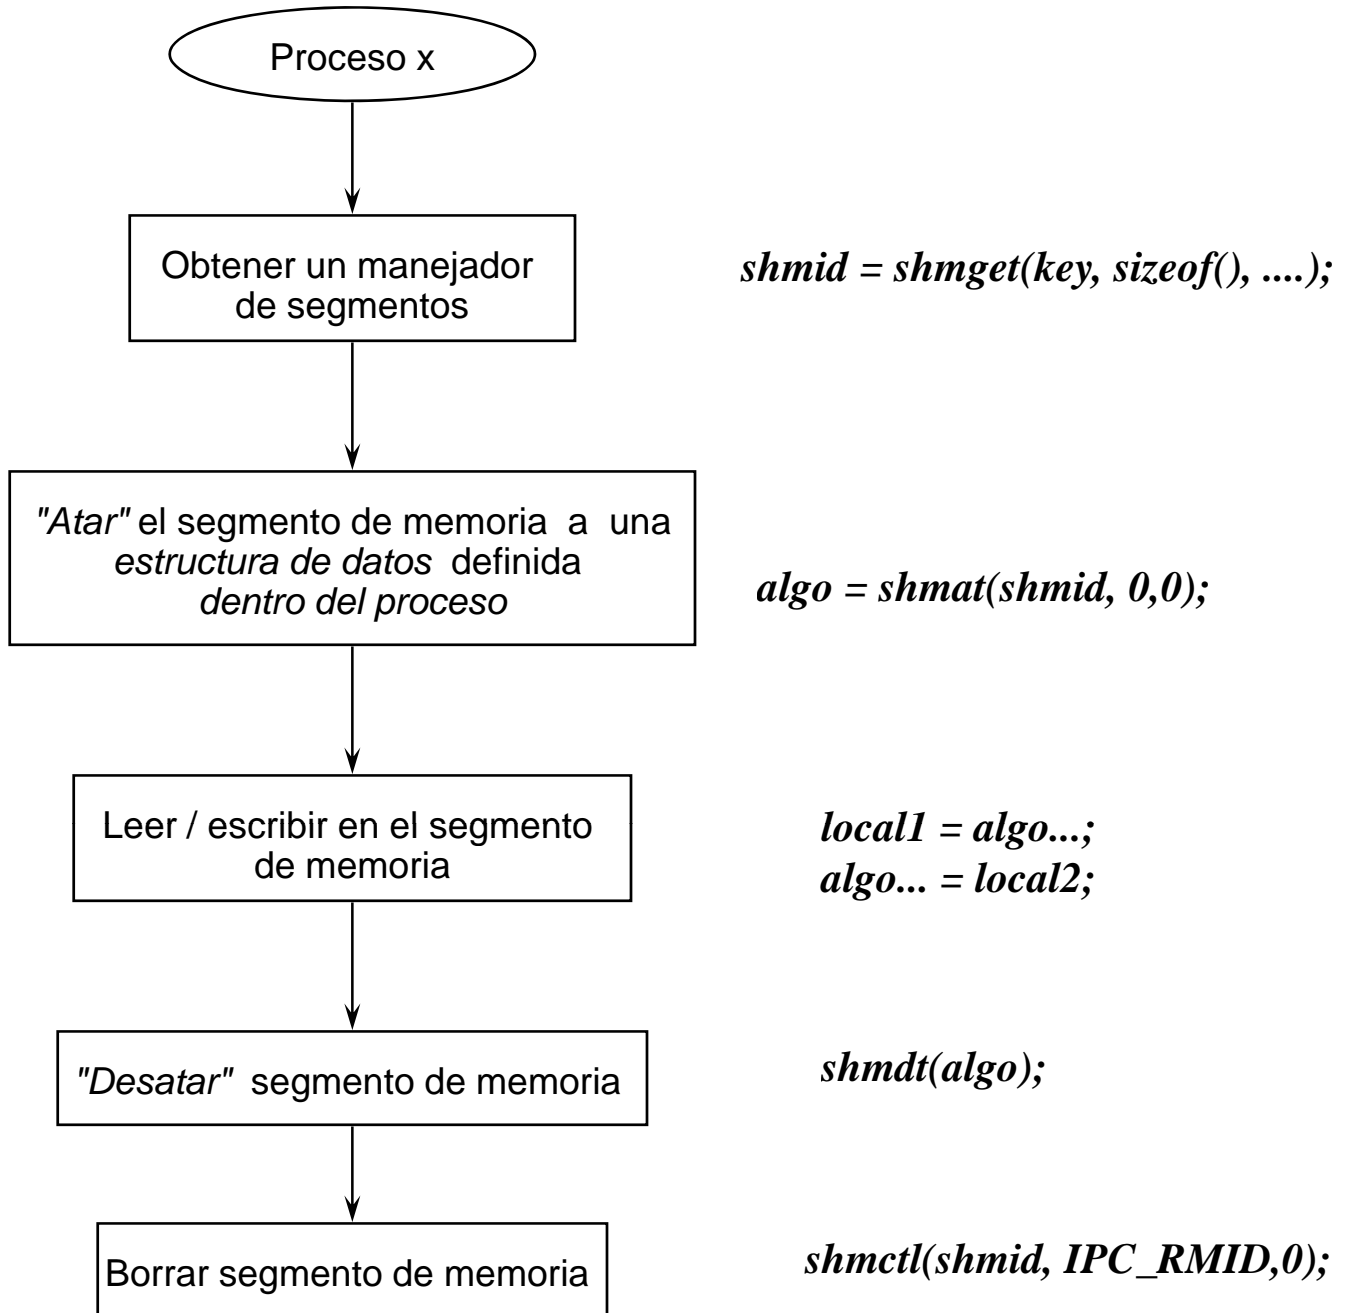 Proceso x
Obtener un manejador
de segmentos
shmid = shmget(key, sizeof(), ....);
"Atar" el segmento de memoria a una
estructura de datos definida
dentro del proceso
algo = shmat(shmid, 0,0);
Leer / escribir en el segmento
de memoria
local1 = algo...;
algo... = local2;
"Desatar" segmento de memoria
shmdt(algo);
Borrar segmento de memoria
shmctl(shmid, IPC_RMID,0);